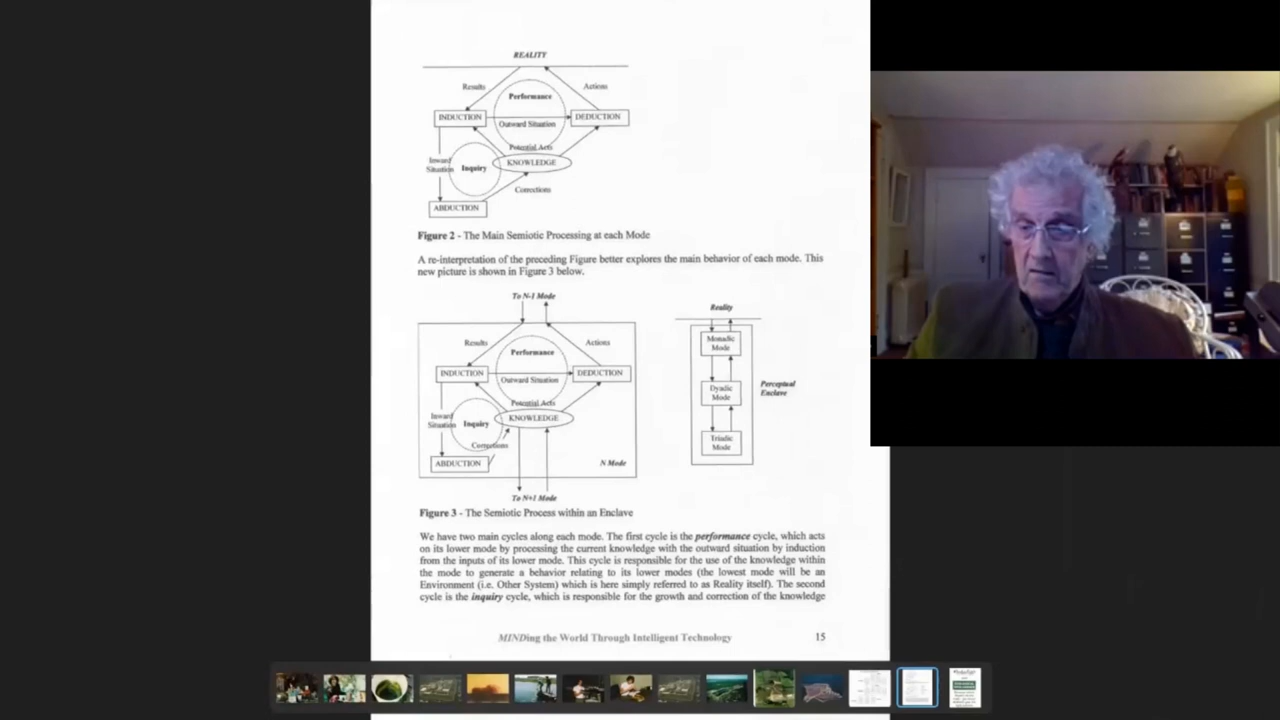 REALITY
Results
Actions
Performance
INDUCTION
DEDUCTION
Outward Situation
Potential Acts
Inward
Situation
Inquiry
KNOWLEDGE
Corrections
ABDUCTION
Figure 2 - The Main Semiotic Processing at each Mode
A re-interpretation of the preceding Figure better explores the main behavior of each mode. This
new picture is shown in Figure 3 below.
To N-1 Mode
Results
Actions
Performance
INDUCTION
DEDUCTION
Outward Situation
Potential Acts
Inward
Situation
Inquiry
KNOWLEDGE
Corrections
ABDUCTION
N Mode
To N+1 Mode
Reality
Monadic
Mode
Dyadic
Mode
Triadic
Mode
Perceptual
Enclave
Figure 3 - The Semiotic Process within an Enclave
We have two main cycles along each mode. The first cycle is the performance cycle, which acts
on its lower mode by processing the current knowledge with the outward situation by induction
from the inputs of its lower mode. This cycle is responsible for the use of the knowledge within
the mode to generate a behavior relating to its lower modes (the lowest mode will be an
Environment (i.e. Other System) which is here simply referred to as Reality itself). The second
cycle is the inquiry cycle, which is responsible for the growth and correction of the knowledge
MINDing the World Through Intelligent Technology
15